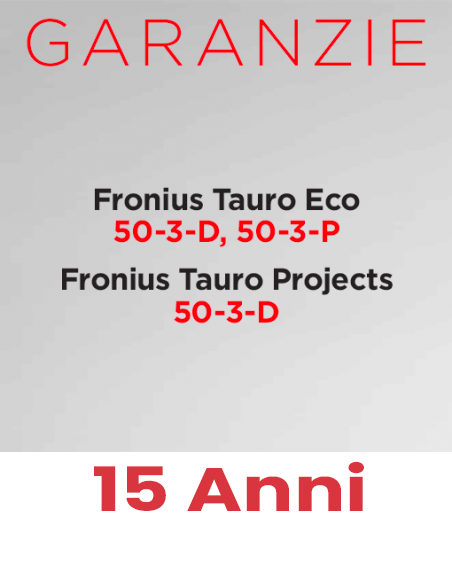 GARANZIE
Fronius Tauro Eco
50-3-D, 50-3-P
Fronius Tauro Projects
50-3-D
15 Anni